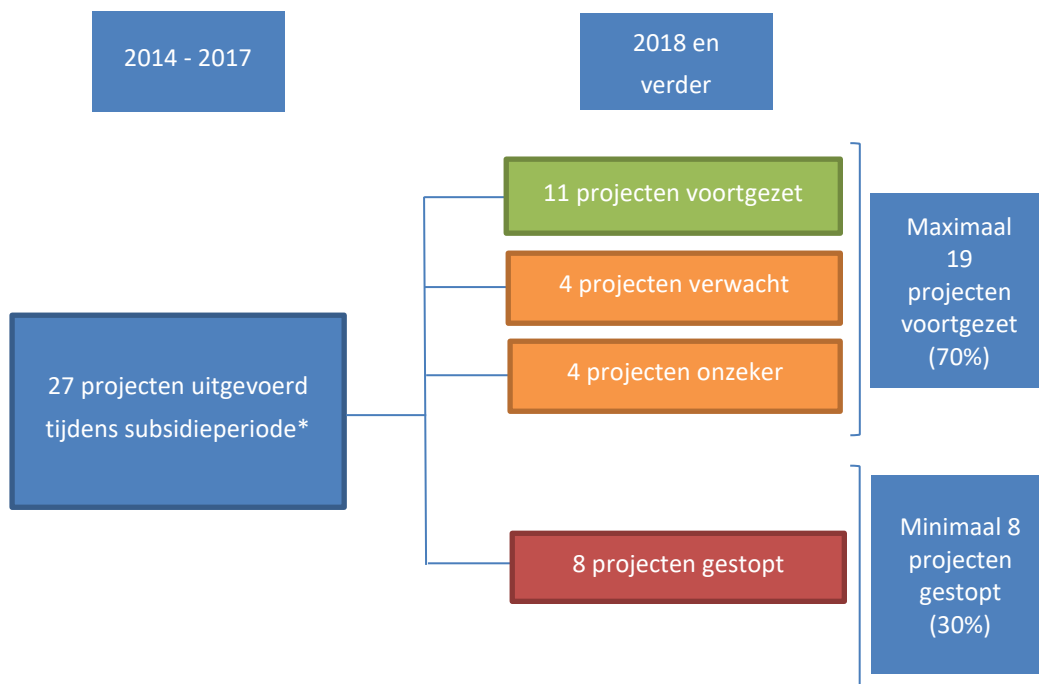 2014 - 2017
2018 en
verder
11 projecten voortgezet
4 projecten verwacht
4 projecten onzeker
Maximaal
19
projecten
voortgezet
(70%)
27 projecten uitgevoerd
tijdens subsidieperiode*
8 projecten gestopt
Minimaal 8
projecten
gestopt
(30%)